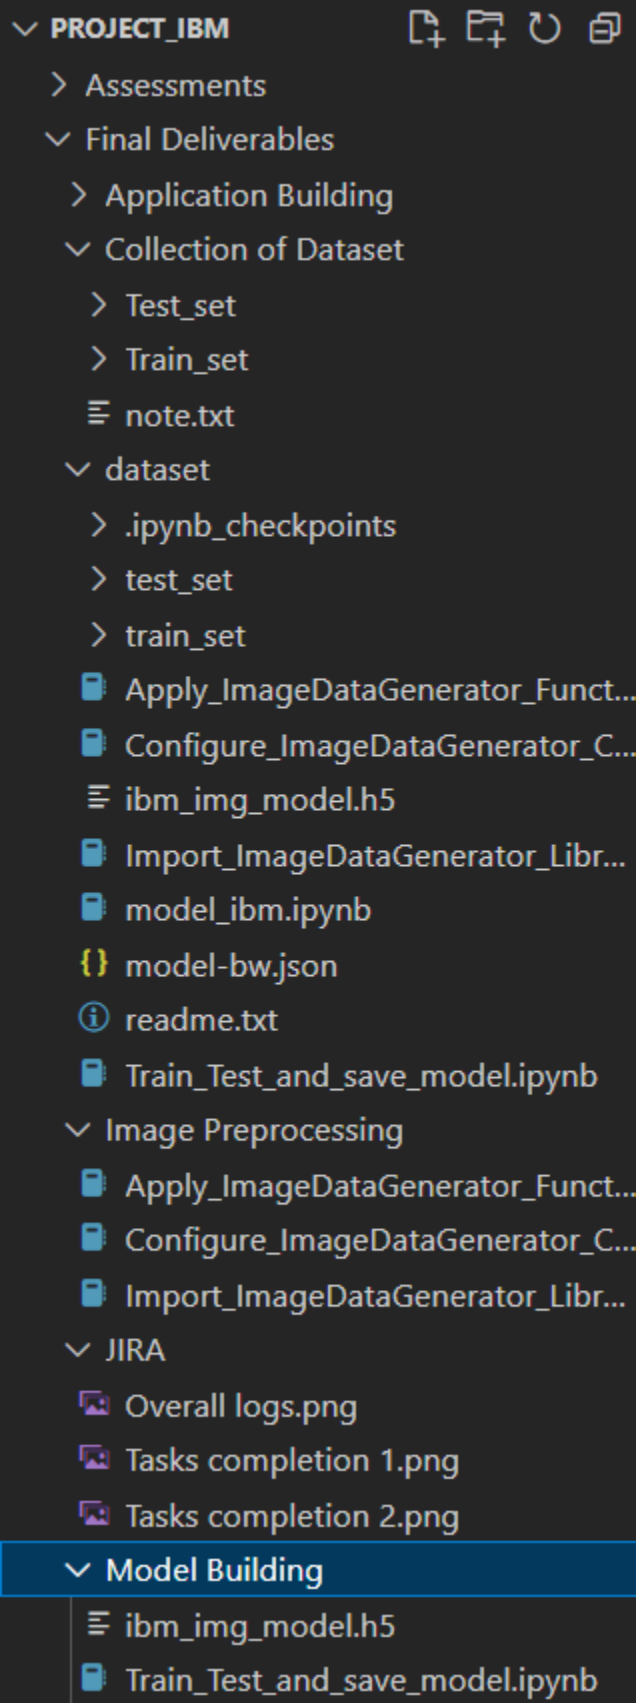 PROJECT_IBM
Assessments
Final Deliverables
Application Building
Collection of Dataset
Test_set
Train_set
note.txt
dataset
.ipynb_checkpoints
test_set
train_set
Apply_ImageDataGenerator_Funct...
Configure_ImageDataGenerator_C...
ibm_img_model.h5
Import_ImageDataGenerator_Libr...
model_ibm.ipynb
model-bw.json
readme.txt
Train_Test_and_save_model.ipynb
Image Preprocessing
Apply_ImageDataGenerator_Funct...
Configure_ImageDataGenerator_C...
Import_ImageDataGenerator_Libr...
JIRA
Overall logs.png
Tasks completion 1.png
Tasks completion 2.png
Model Building
ibm_img_model.h5
Train_Test_and_save_model.ipynb